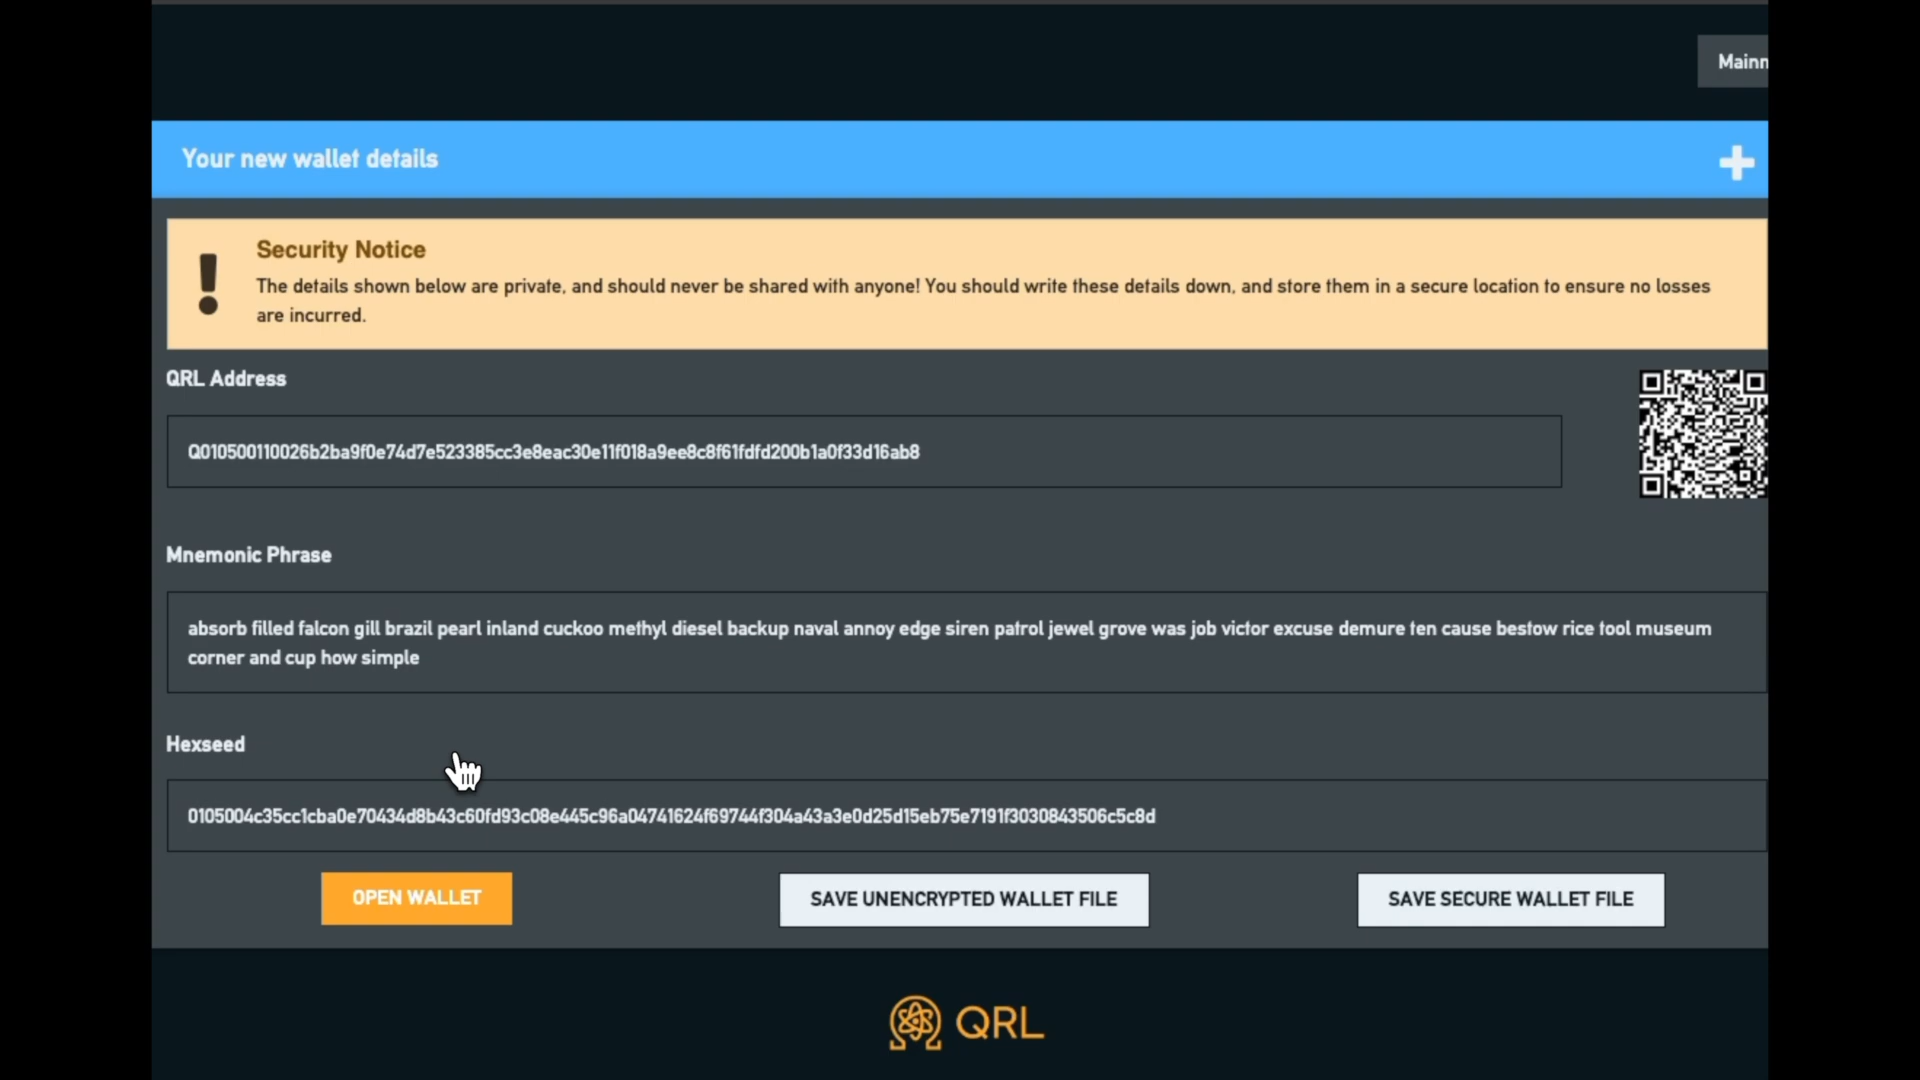 Mainn
Your new wallet details
Security Notice
The details shown below are private, and should never be shared with anyone! You should write these details down, and store them in a secure location to ensure no losses
are incurred.
QRL Address
Q010500110026b2ba9f0e74d7e523385cc3e8eac30e11f018a9ee8c8f61fdfd200b1a0f33d16ab8
Mnemonic Phrase
absorb filled falcon gill brazil pearl inland cuckoo methyl diesel backup naval annoy edge siren patrol jewel grove was job victor excuse demure ten cause bestow rice tool museum
corner and cup how simple
Hexseed
0105004c35cc1cba0e70434d8b43c60fd93c08e445c96a04741624f69744f304a43a3e0d25d15eb75e7191f3030843506c5c8d
OPEN WALLET
SAVE UNENCRYPTED WALLET FILE
SAVE SECURE WALLET FILE
QRL